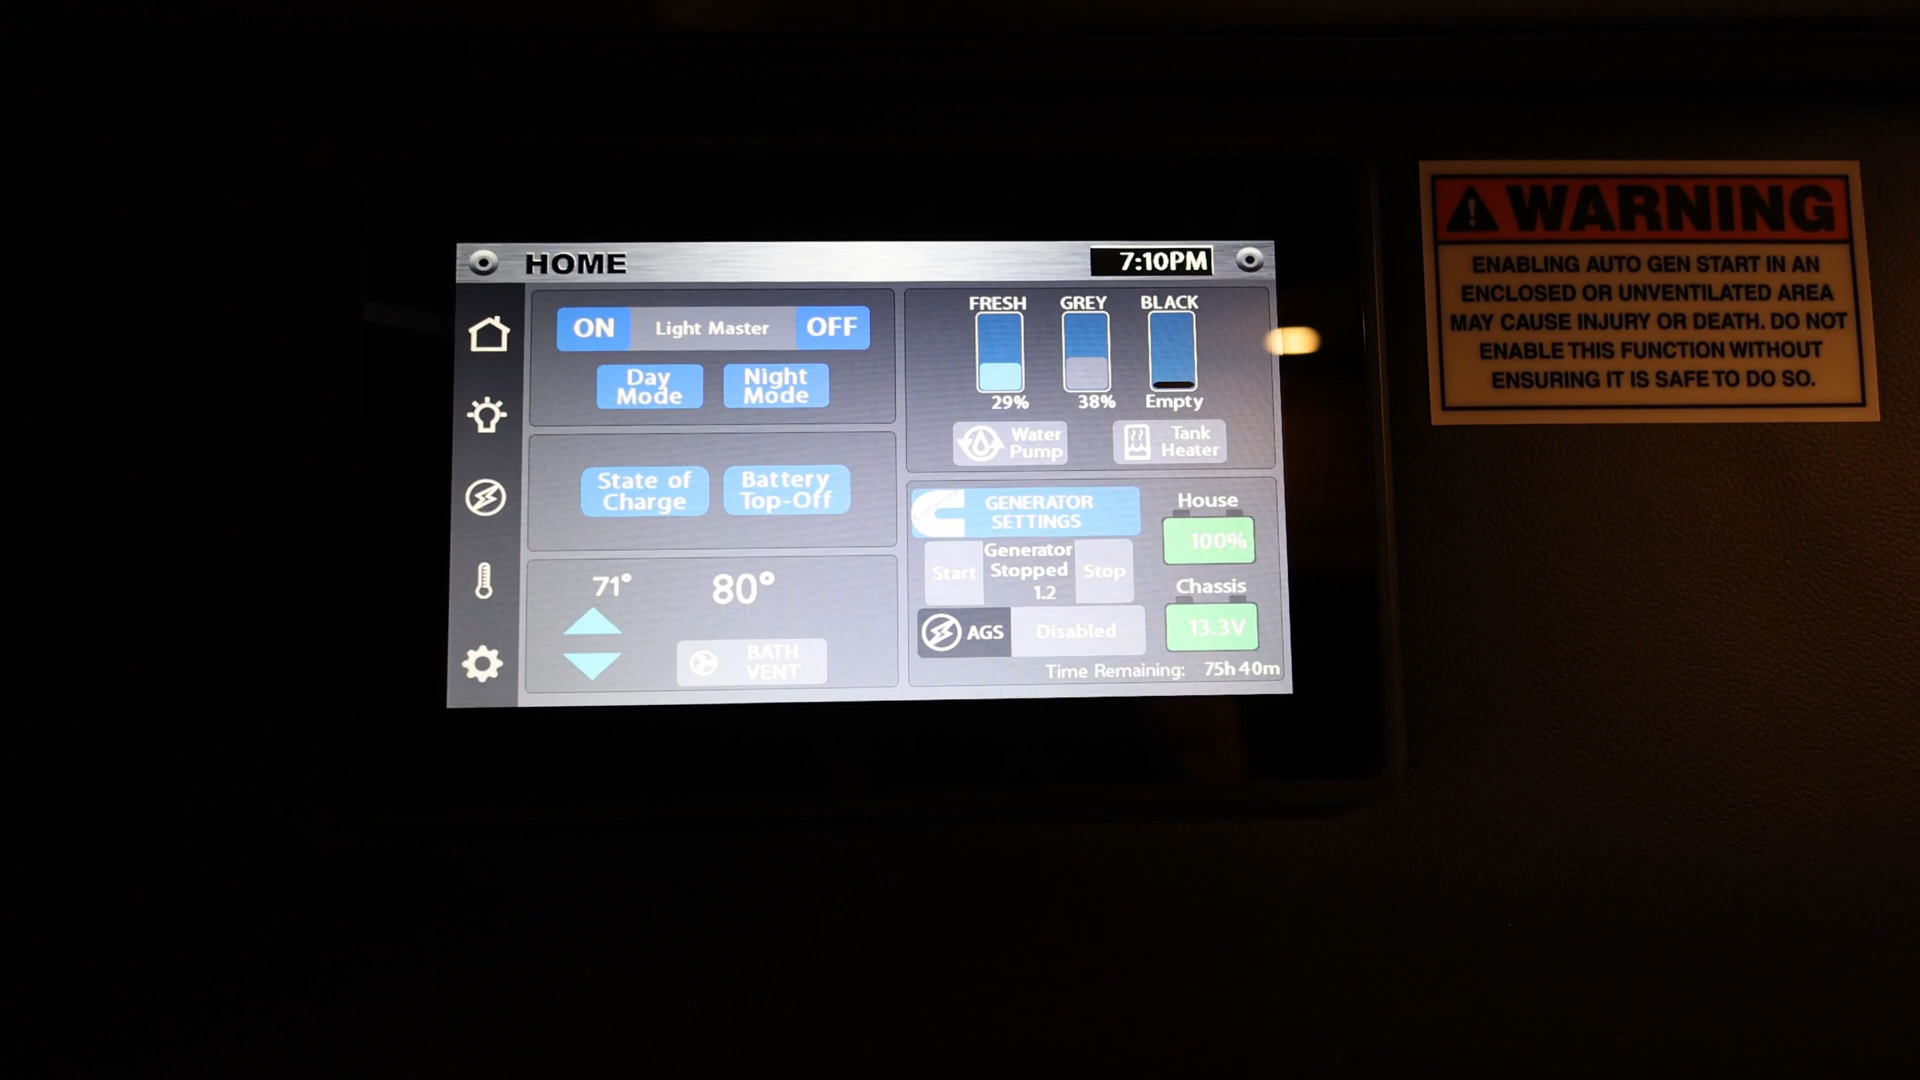 HOME
7:10PM
ON Light Master OFF
Day
Mode
Night
Mode
State of
Charge
Battery
Top-Off
71°
80°
BATH
VENT
FRESH
GREY
BLACK
29%
38%
Empty
Water
Pump
Tank
Heater
GENERATOR
SETTINGS
Start
Generator
Stopped
1.2
Stop
AGS
Disabled
House
100%
Chassis
13.3V
Time Remaining: 75h 40m
WARNING
ENABLING AUTO GEN START IN AN
ENCLOSED OR UNVENTILATED AREA
MAY CAUSE INJURY OR DEATH. DO NOT
ENABLE THIS FUNCTION WITHOUT
ENSURING IT IS SAFE TO DO SO.